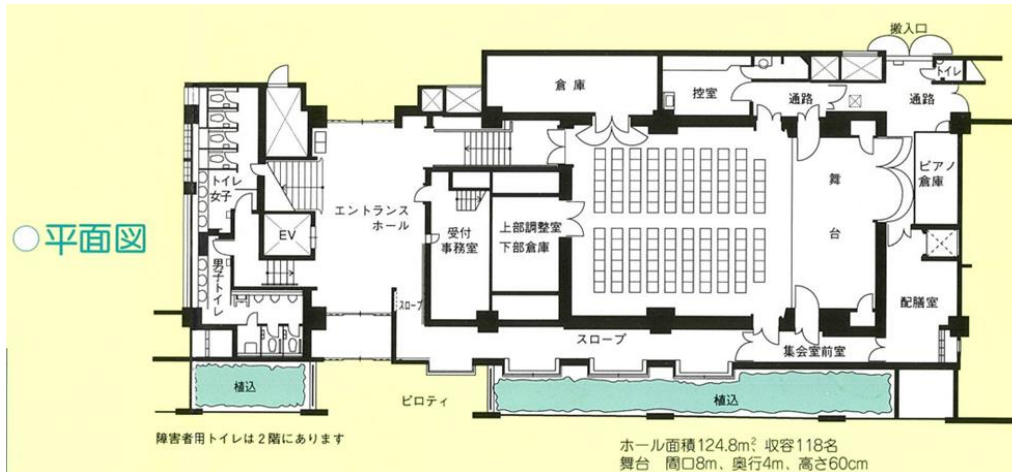 搬入口
倉庫
控室
通路
トイレ
通路
トイレ
女子
エントランス
ホール
EV
受付
事務室
上部調整室
下部倉庫
舞
台
ピアノ
倉庫
○平面図
男子トイレ
スロープ
スロープ
集会室前室
配膳室
植込
ピロティ
植込
障害者用トイレは2階にあります
ホール面積124.8m²、収容118名
舞台 間口8m、奥行4m、高さ60cm